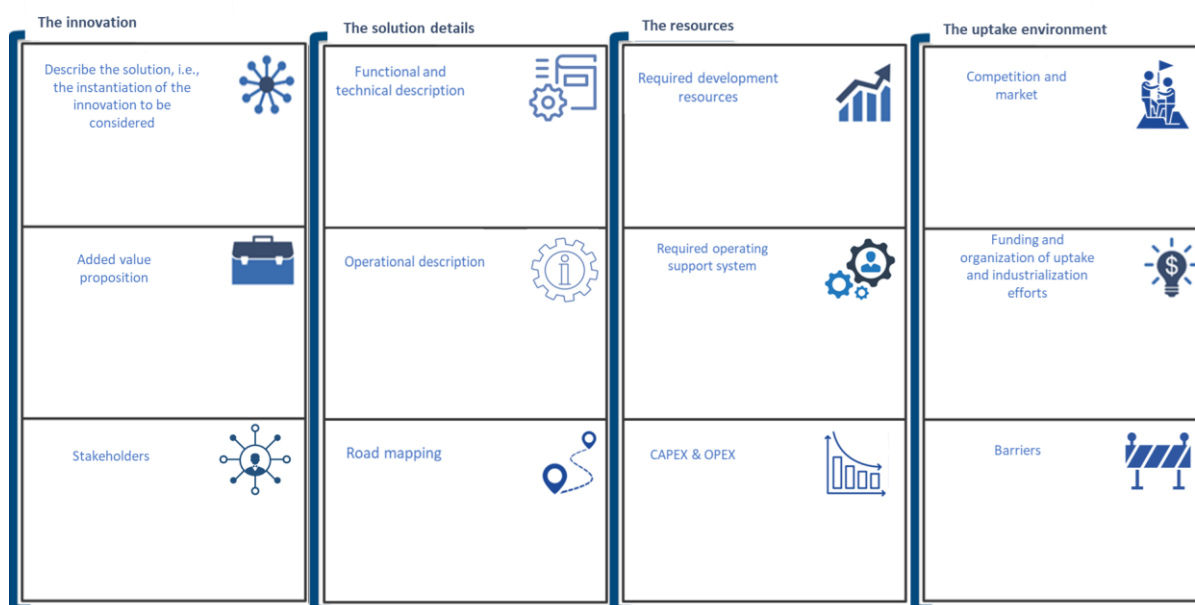 The innovation
Describe the solution, i.e.,
the instantiation of the
innovation to be
considered
Added value
proposition
Stakeholders
The solution details
Functional and
technical description
Operational description
Road mapping
The resources
Required development
resources
Required operating
support system
CAPEX & OPEX
The uptake environment
Competition and
market
Funding and
organization of uptake
and industrialization
efforts
$
Barriers